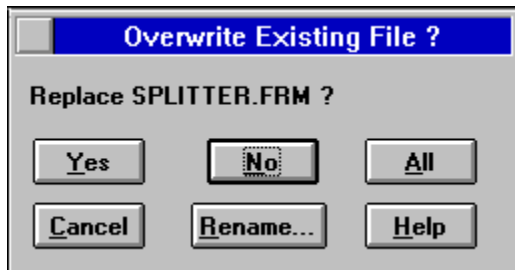 Overwrite Existing File ?
Replace SPLITTER.FRM ?
Yes No All
Cancel Rename... Help